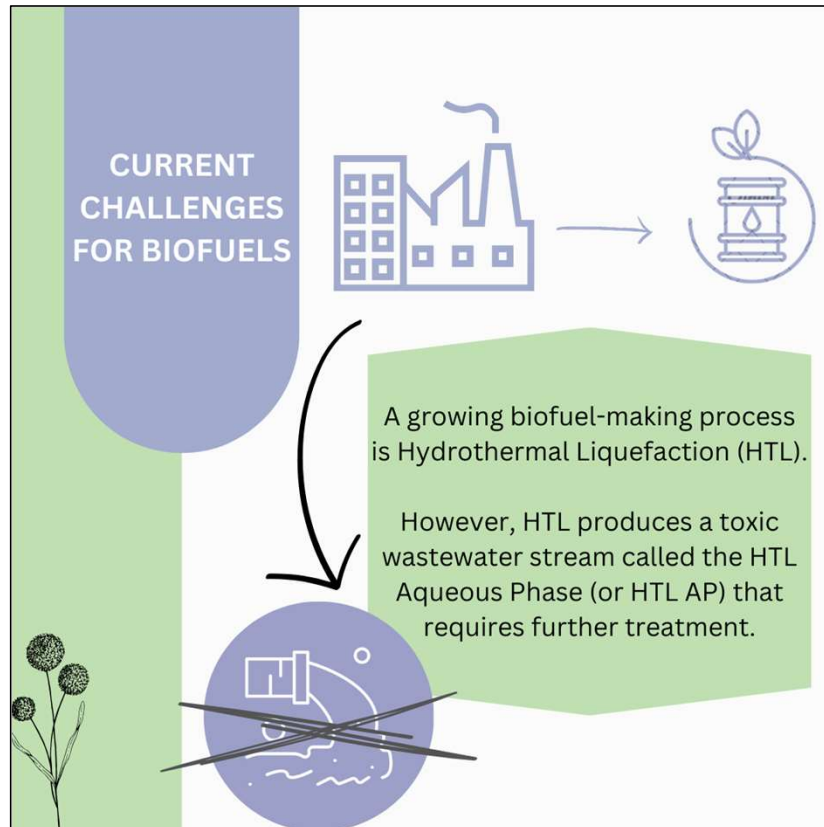 CURRENT
CHALLENGES
FOR BIOFUELS
A growing biofuel-making process
is Hydrothermal Liquefaction (HTL).
However, HTL produces a toxic
wastewater stream called the HTL
Aqueous Phase (or HTL AP) that
requires further treatment.